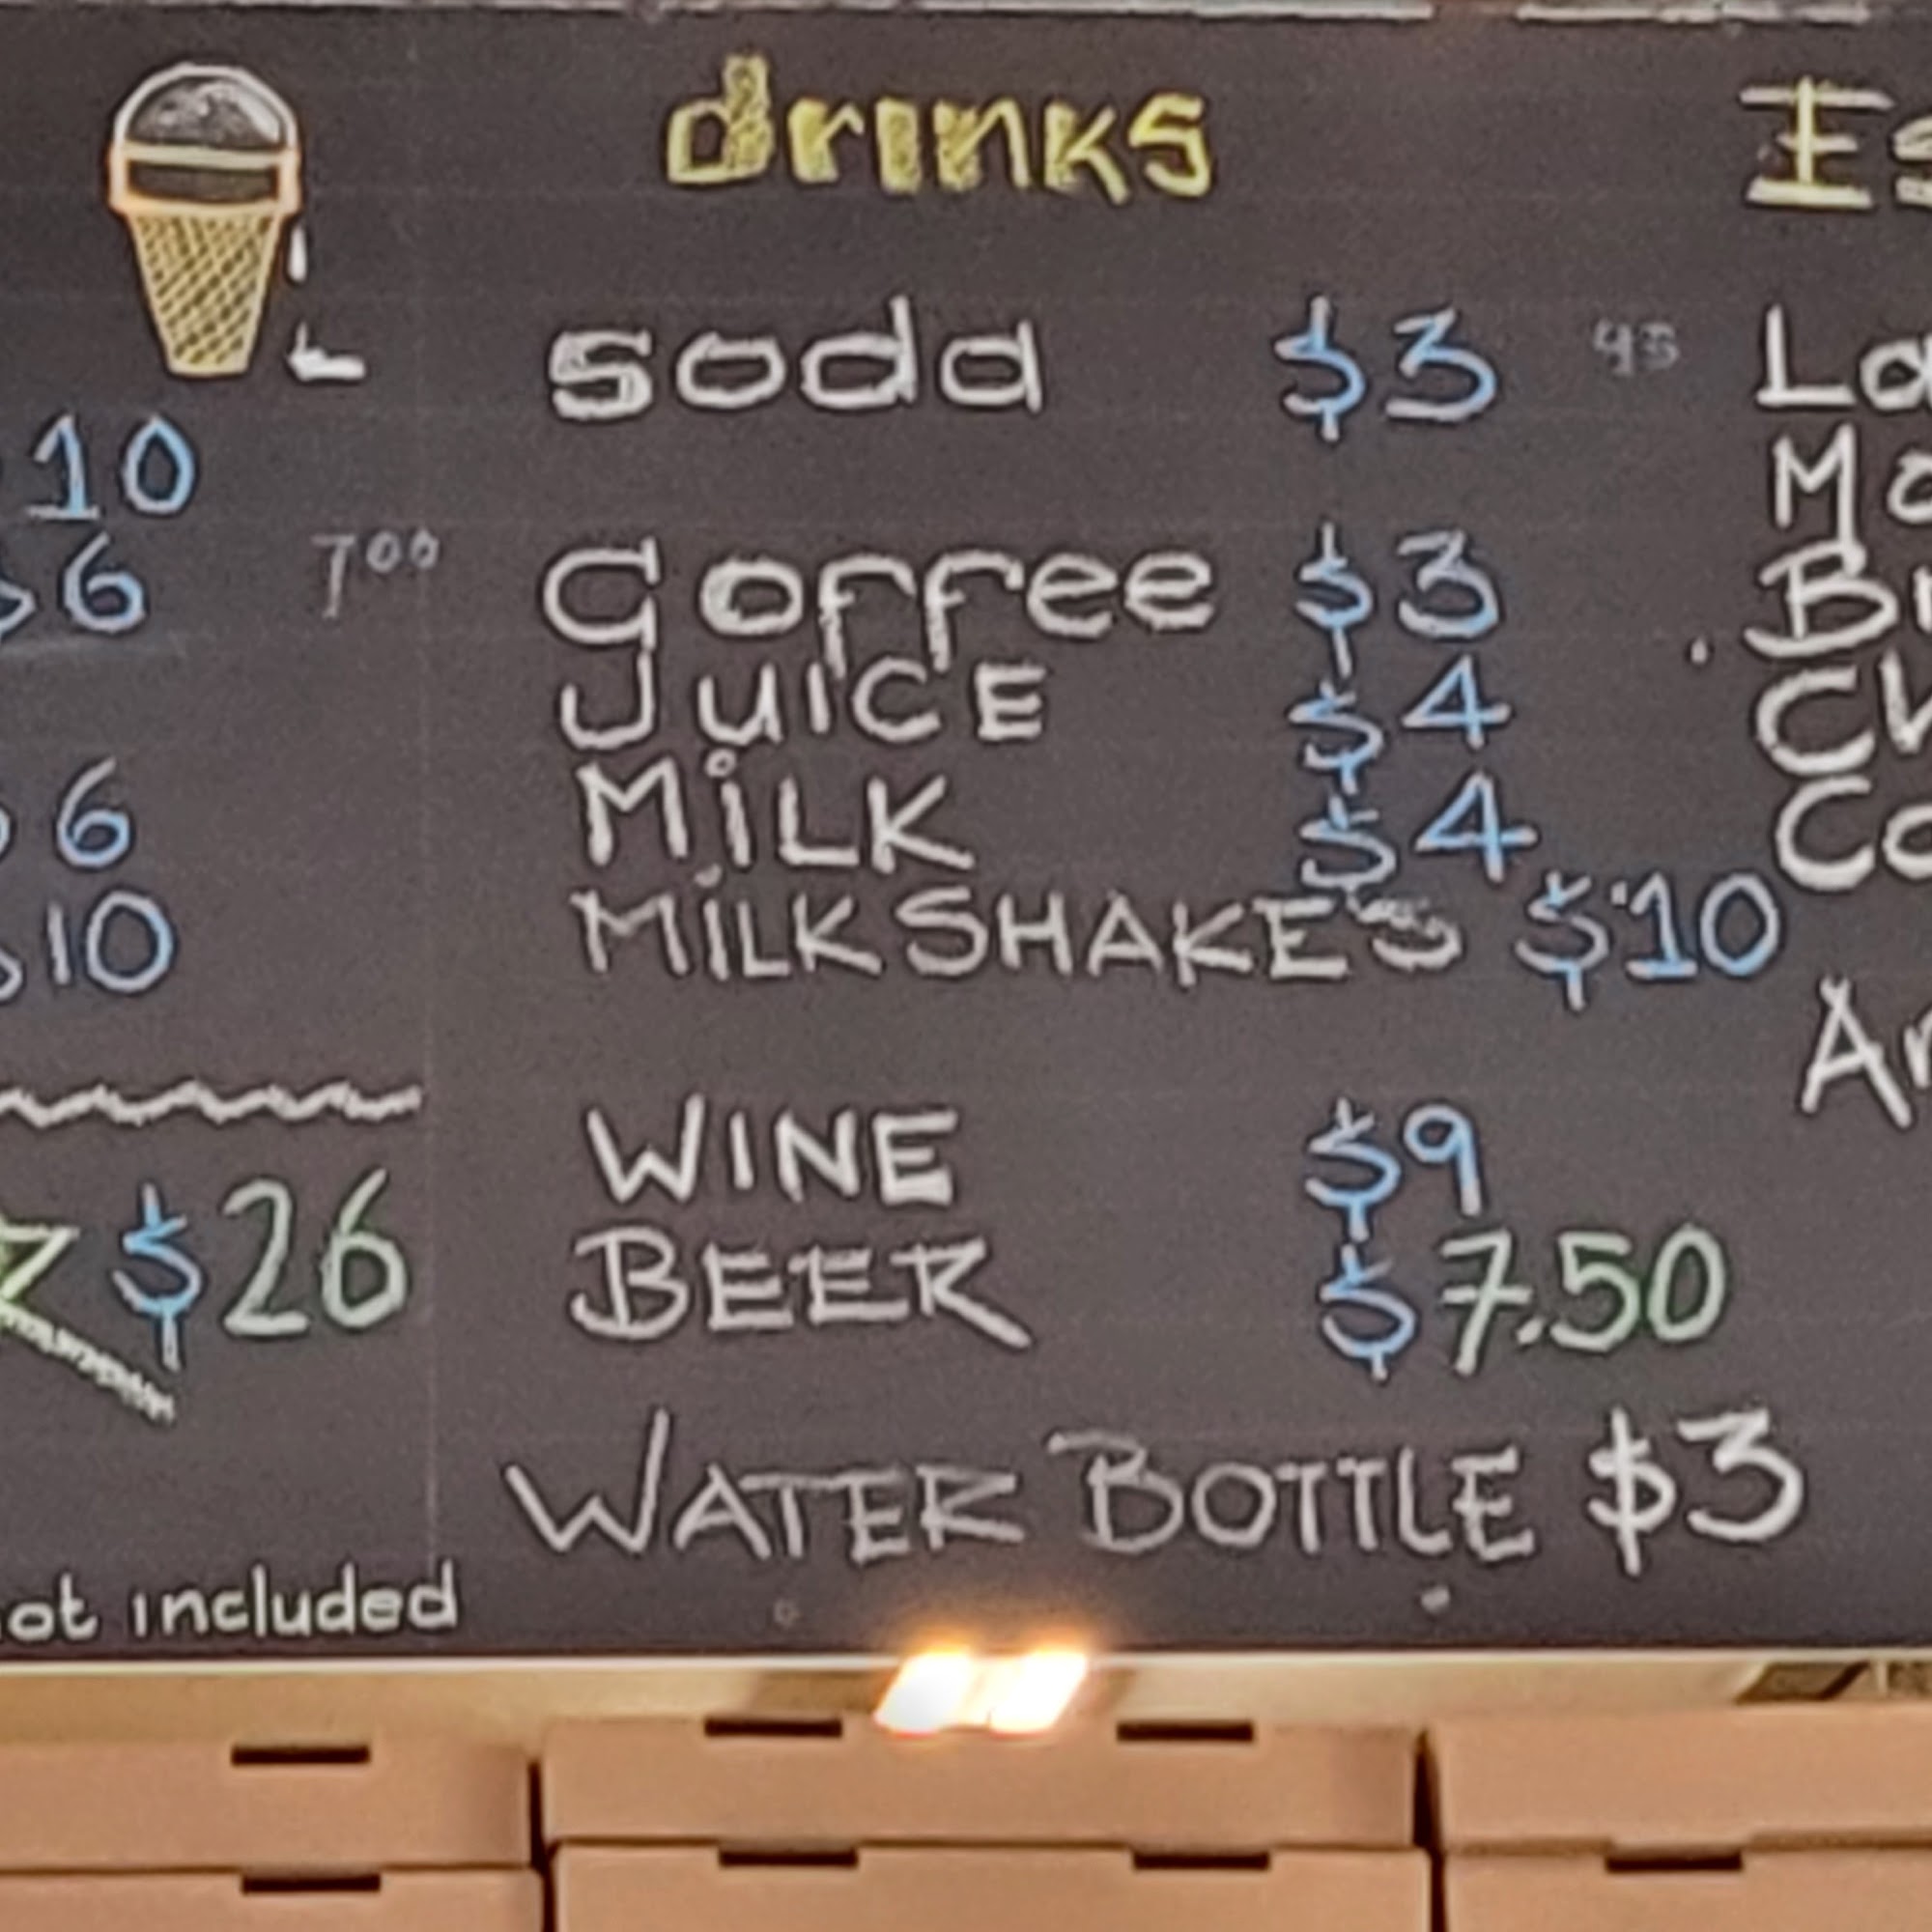 drinks
soda $3
Coffee $3
JUICE $4
MiLK $4
MiLKSHAKES $10
WINE $9
BEER $7.50
WATER BOTTLE $3
10
$6 7⁰⁰
6
$10
$26
included